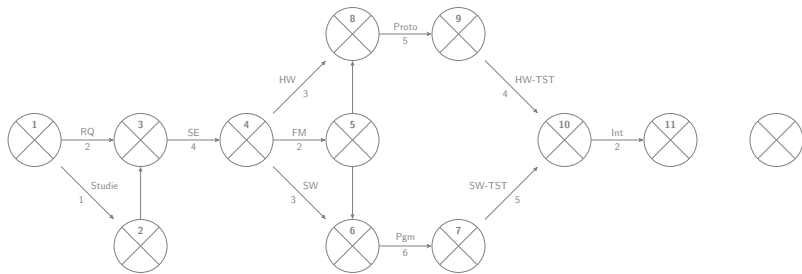 8
9
Proto
5
HW
3
HW-TST
4
1
RQ
2
3
SE
4
4
FM
2
5
10
Int
2
11
Studie
1
SW
3
SW-TST
5
2
6
Pgm
6
7